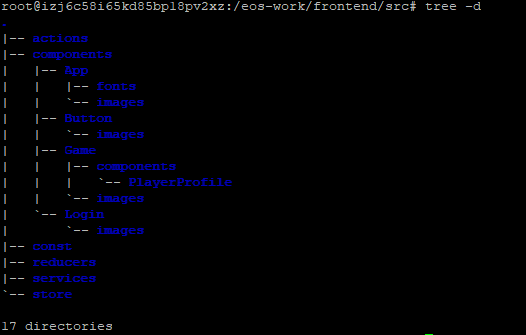 root@izj6c58i65kd85bp18pv2xz:/eos-work/frontend/src# tree -d
.
|-- actions
|-- components
|   |-- App
|   |   |-- fonts
|   |   `-- images
|   |-- Button
|   |   `-- images
|   |-- Game
|   |   |-- components
|   |   |   `-- PlayerProfile
|   |   `-- images
|   `-- Login
|       `-- images
|-- const
|-- reducers
|-- services
`-- store

17 directories